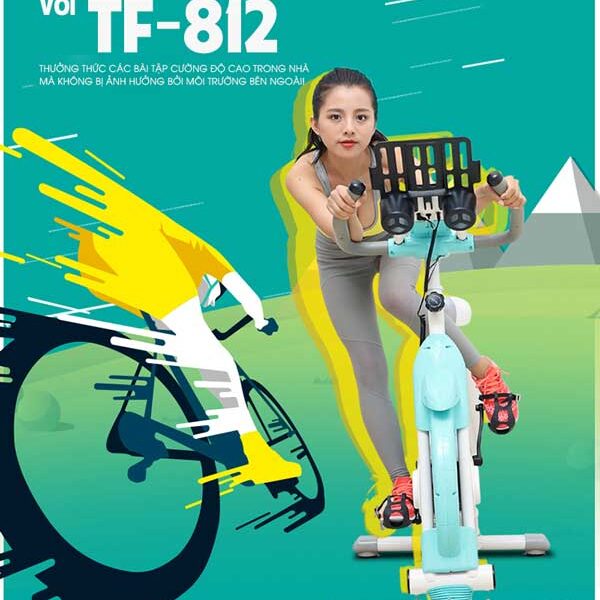 VỚI
TF-812
THƯỞNG THỨC CÁC BÀI TẬP CƯỜNG ĐỘ CAO TRONG NHÀ
MÀ KHÔNG BỊ ẢNH HƯỞNG BỞI MÔI TRƯỜNG BÊN NGOÀI!